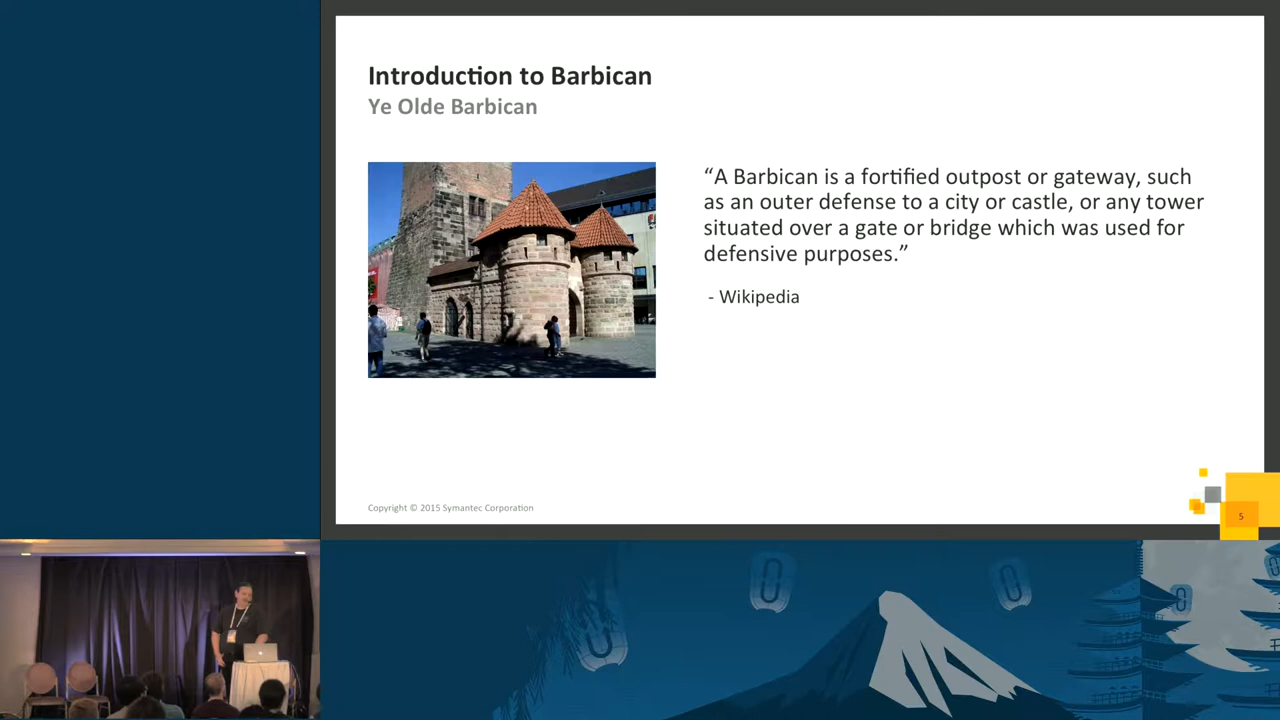 Introduction to Barbican
Ye Olde Barbican
“A Barbican is a fortified outpost or gateway, such
as an outer defense to a city or castle, or any tower
situated over a gate or bridge which was used for
defensive purposes.”
- Wikipedia
Copyright © 2015 Symantec Corporation
5